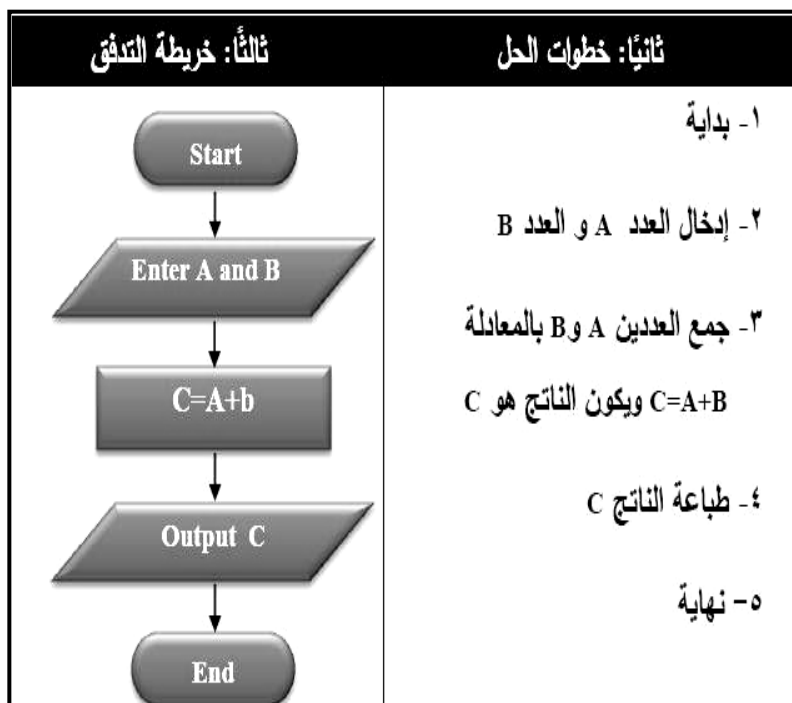 ثانيًا: خطوات الحل
١- بداية
٢- إدخال العدد A و العدد B
٣- جمع العددين A وB بالمعادلة
C=A+B ويكون الناتج هو C
٤- طباعة الناتج C
٥- نهاية
ثالثًا: خريطة التدفق
Start
Enter A and B
C=A+b
Output C
End